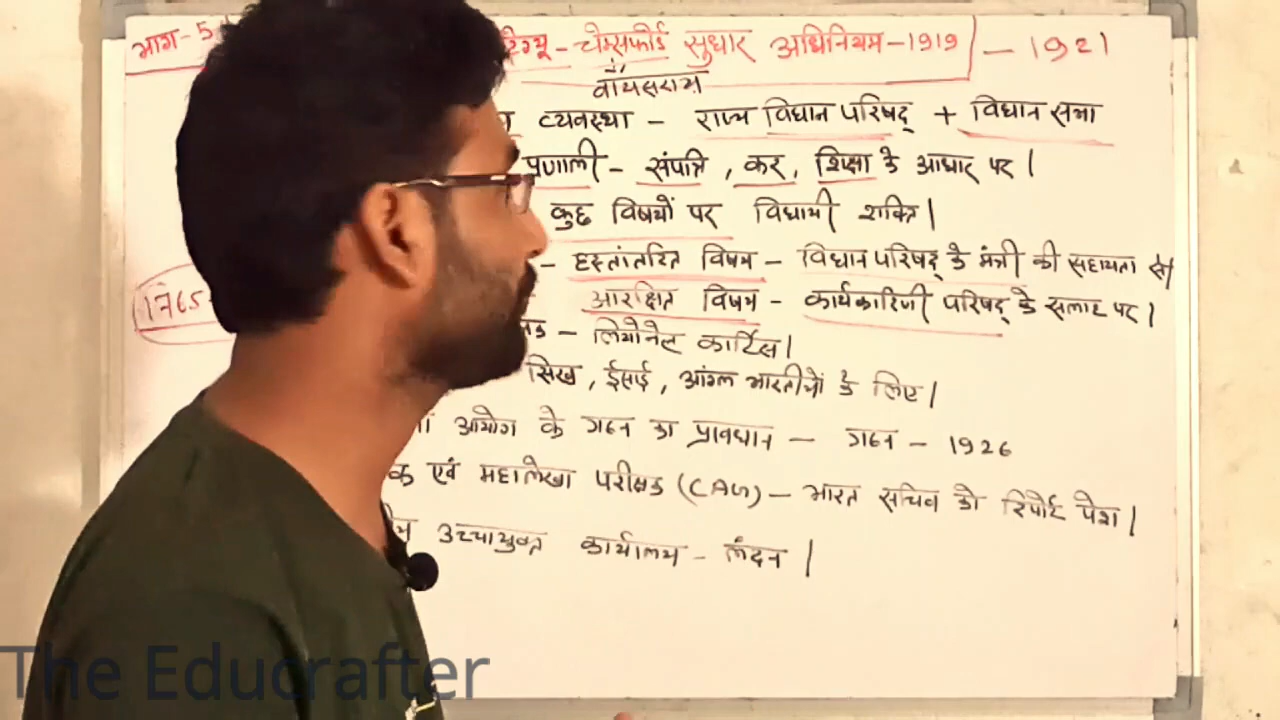 भाग-5 टेग्यू - चेम्सफोर्ड सुधार अधिनियम-1919 - 1921
वॉयसराय
व्यवस्था - राज्य विधान परिषद् + विधान सभा
प्रणाली - संपत्ति, कर, शिक्षा के आधार पर।
कुछ विषयों पर विधायी शक्ति।
- हस्तांतरित विषय - विधान परिषद् के मंत्री की सहायता से।
1765 आरक्षित विषय - कार्यकारिणी परिषद् के सलाह पर।
- लियोनेल कार्टिस।
सिख, ईसाई, आंग्ल भारतीयों के लिए।
आयोग के गठन का प्रावधान - गठन - 1926
क एवं महालेखा परीक्षक (CAG) - भारत सचिव को रिपोर्ट पेश।
उच्चायुक्त कार्यालय - लंदन।
The Educrafter